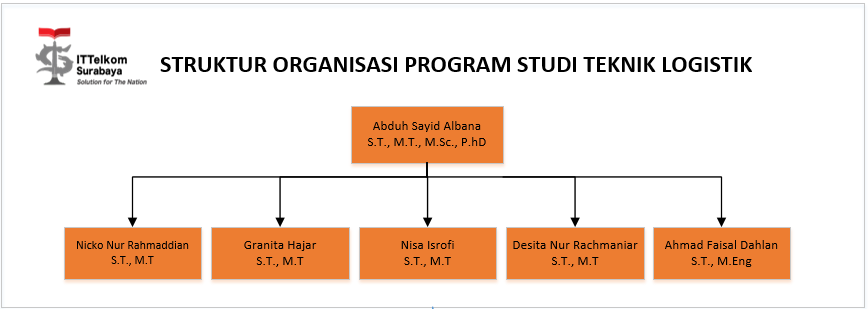 ITTelkom
Surabaya
Solution for The Nation
STRUKTUR ORGANISASI PROGRAM STUDI TEKNIK LOGISTIK
Abduh Sayid Albana
S.T., M.T., M.Sc., P.hD
Nicko Nur Rahmaddian
S.T., M.T
Granita Hajar
S.T., M.T
Nisa Isrofi
S.T., M.T
Desita Nur Rachmaniar
S.T., M.T
Ahmad Faisal Dahlan
S.T., M.Eng